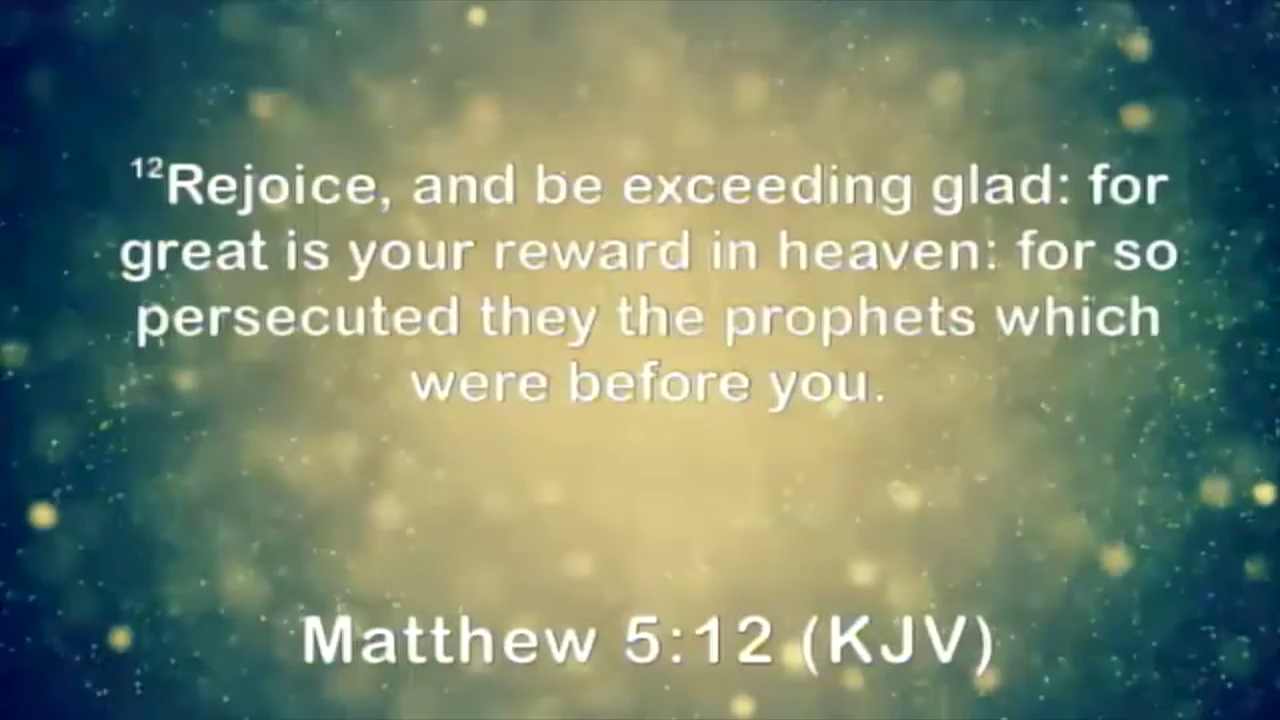 12Rejoice, and be exceeding glad: for
great is your reward in heaven: for so
persecuted they the prophets which
were before you.
Matthew 5:12 (KJV)